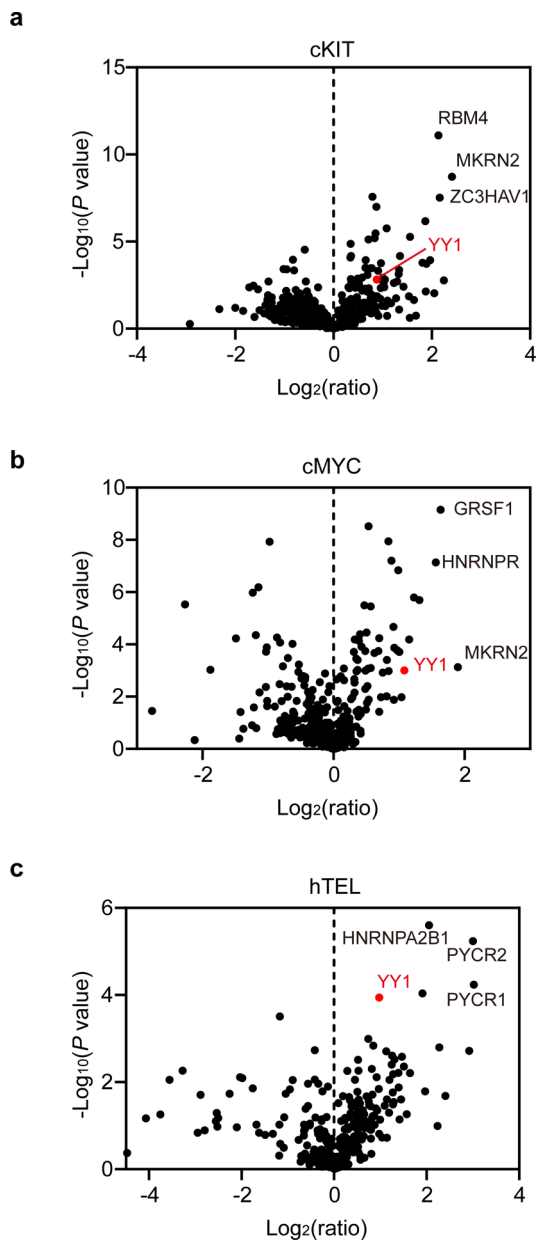 a
cKIT
15
10
5
0
-Log10(P value)
RBM4
MKRN2
ZC3HAV1
YY1
-4
-2
0
2
4
Log2(ratio)
b
cMYC
10
8
6
4
2
0
-Log10(P value)
GRSF1
HNRNPR
YY1
MKRN2
-2
0
2
Log2(ratio)
c
hTEL
6
4
2
0
-Log10(P value)
HNRNPA2B1
PYCR2
YY1
PYCR1
-4
-2
0
2
4
Log2(ratio)